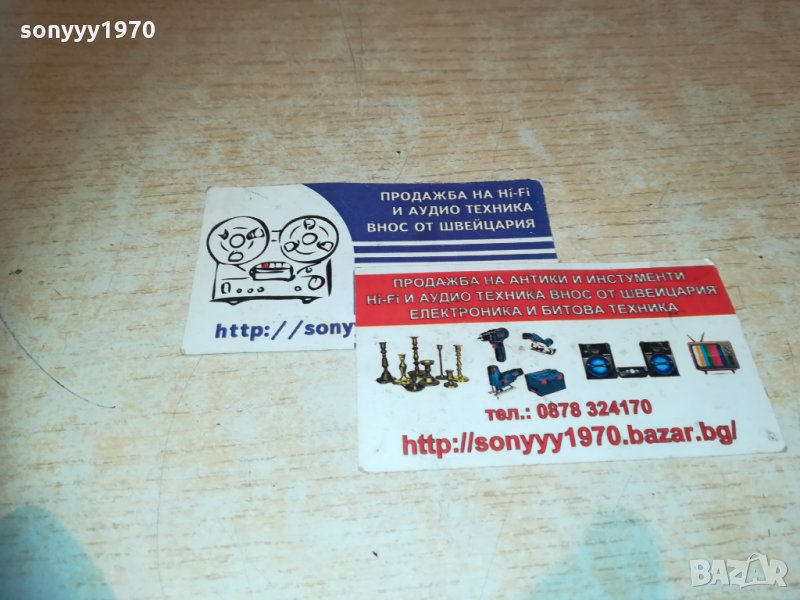 sonyyy1970
ПРОДАЖБА НА Hi-Fi
И АУДИО ТЕХНИКА
ВНОС ОТ ШВЕЙЦАРИЯ
http://sony
ПРОДАЖБА НА АНТИКИ И ИНСТУМЕНТИ
Hi-Fi И АУДИО ТЕХНИКА ВНОС ОТ ШВЕЙЦАРИЯ
ЕЛЕКТРОНИКА И БИТОВА ТЕХНИКА
тел.: 0878 324170
http://sonyyy1970.bazar.bg/
BAZAR